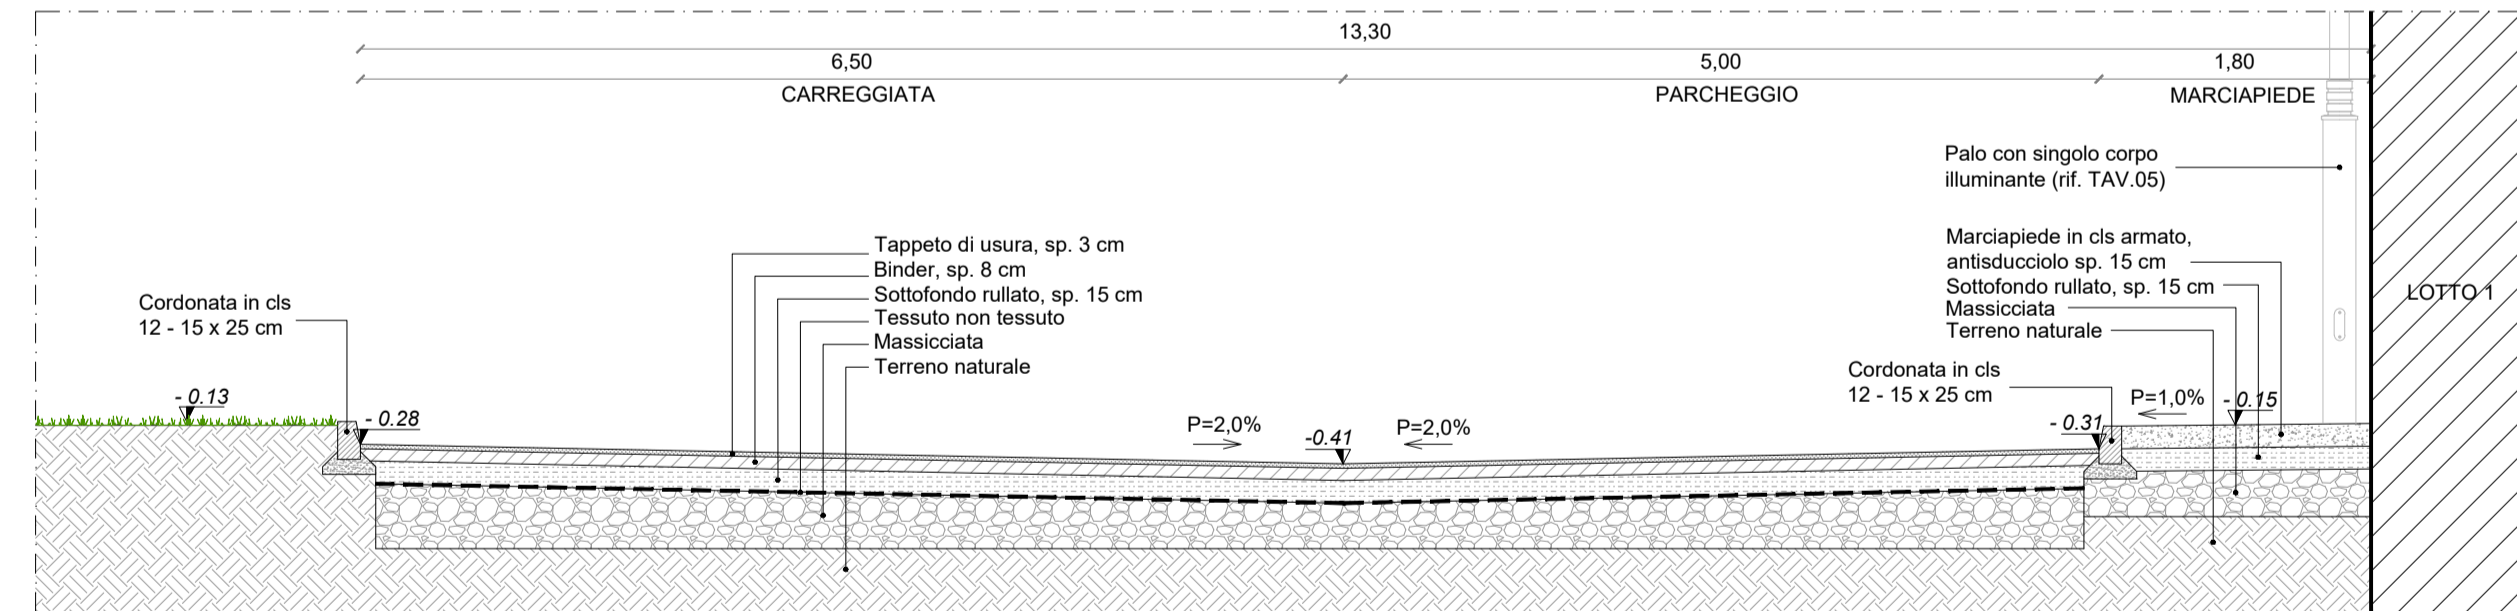 13,30
6,50
5,00
1,80
CARREGGIATA
PARCHEGGIO
MARCIAPIEDE
Palo con singolo corpo
illuminante (rif. TAV.05)
Marciapiede in cls armato,
antisducciolo sp. 15 cm
Sottofondo rullato, sp. 15 cm
Massicciata
Terreno naturale
LOTTO 1
Tappeto di usura, sp. 3 cm
Binder, sp. 8 cm
Sottofondo rullato, sp. 15 cm
Tessuto non tessuto
Massicciata
Terreno naturale
Cordonata in cls
12 - 15 x 25 cm
Cordonata in cls
12 - 15 x 25 cm
- 0.13
- 0.28
P=2,0%
-0.41
P=2,0%
- 0.31
P=1,0%
- 0.15